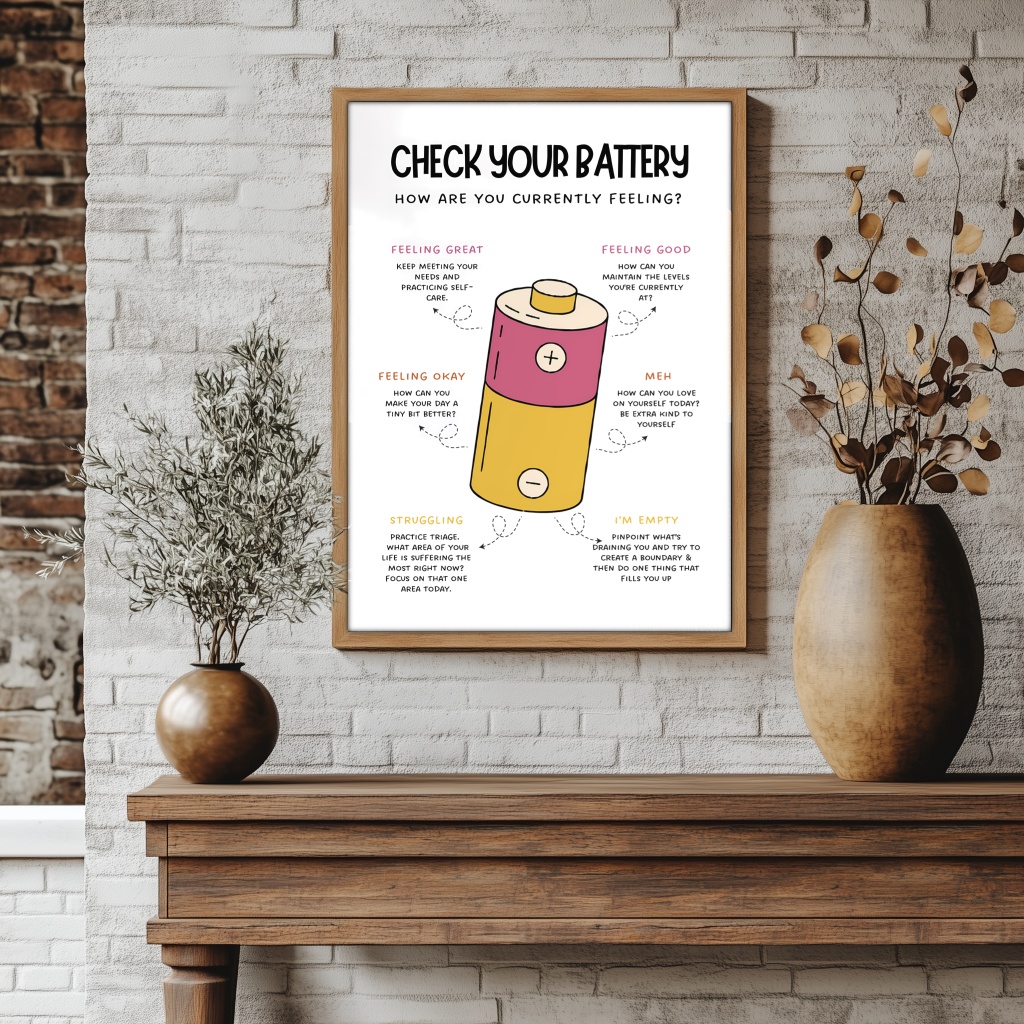 CHECK YOUR BATTERY
HOW ARE YOU CURRENTLY FEELING?
FEELING GREAT
KEEP MEETING YOUR
NEEDS AND
PRACTICING SELF-
CARE.
FEELING GOOD
HOW CAN YOU
MAINTAIN THE LEVELS
YOU'RE CURRENTLY
AT?
FEELING OKAY
HOW CAN YOU
MAKE YOUR DAY A
TINY BIT BETTER?
MEH
HOW CAN YOU LOVE
ON YOURSELF TODAY?
BE EXTRA KIND TO
YOURSELF
STRUGGLING
PRACTICE TRIAGE.
WHAT AREA OF YOUR
LIFE IS SUFFERING THE
MOST RIGHT NOW?
FOCUS ON THAT ONE
AREA TODAY.
I'M EMPTY
PINPOINT WHAT'S
DRAINING YOU AND TRY TO
CREATE A BOUNDARY &
THEN DO ONE THING THAT
FILLS YOU UP